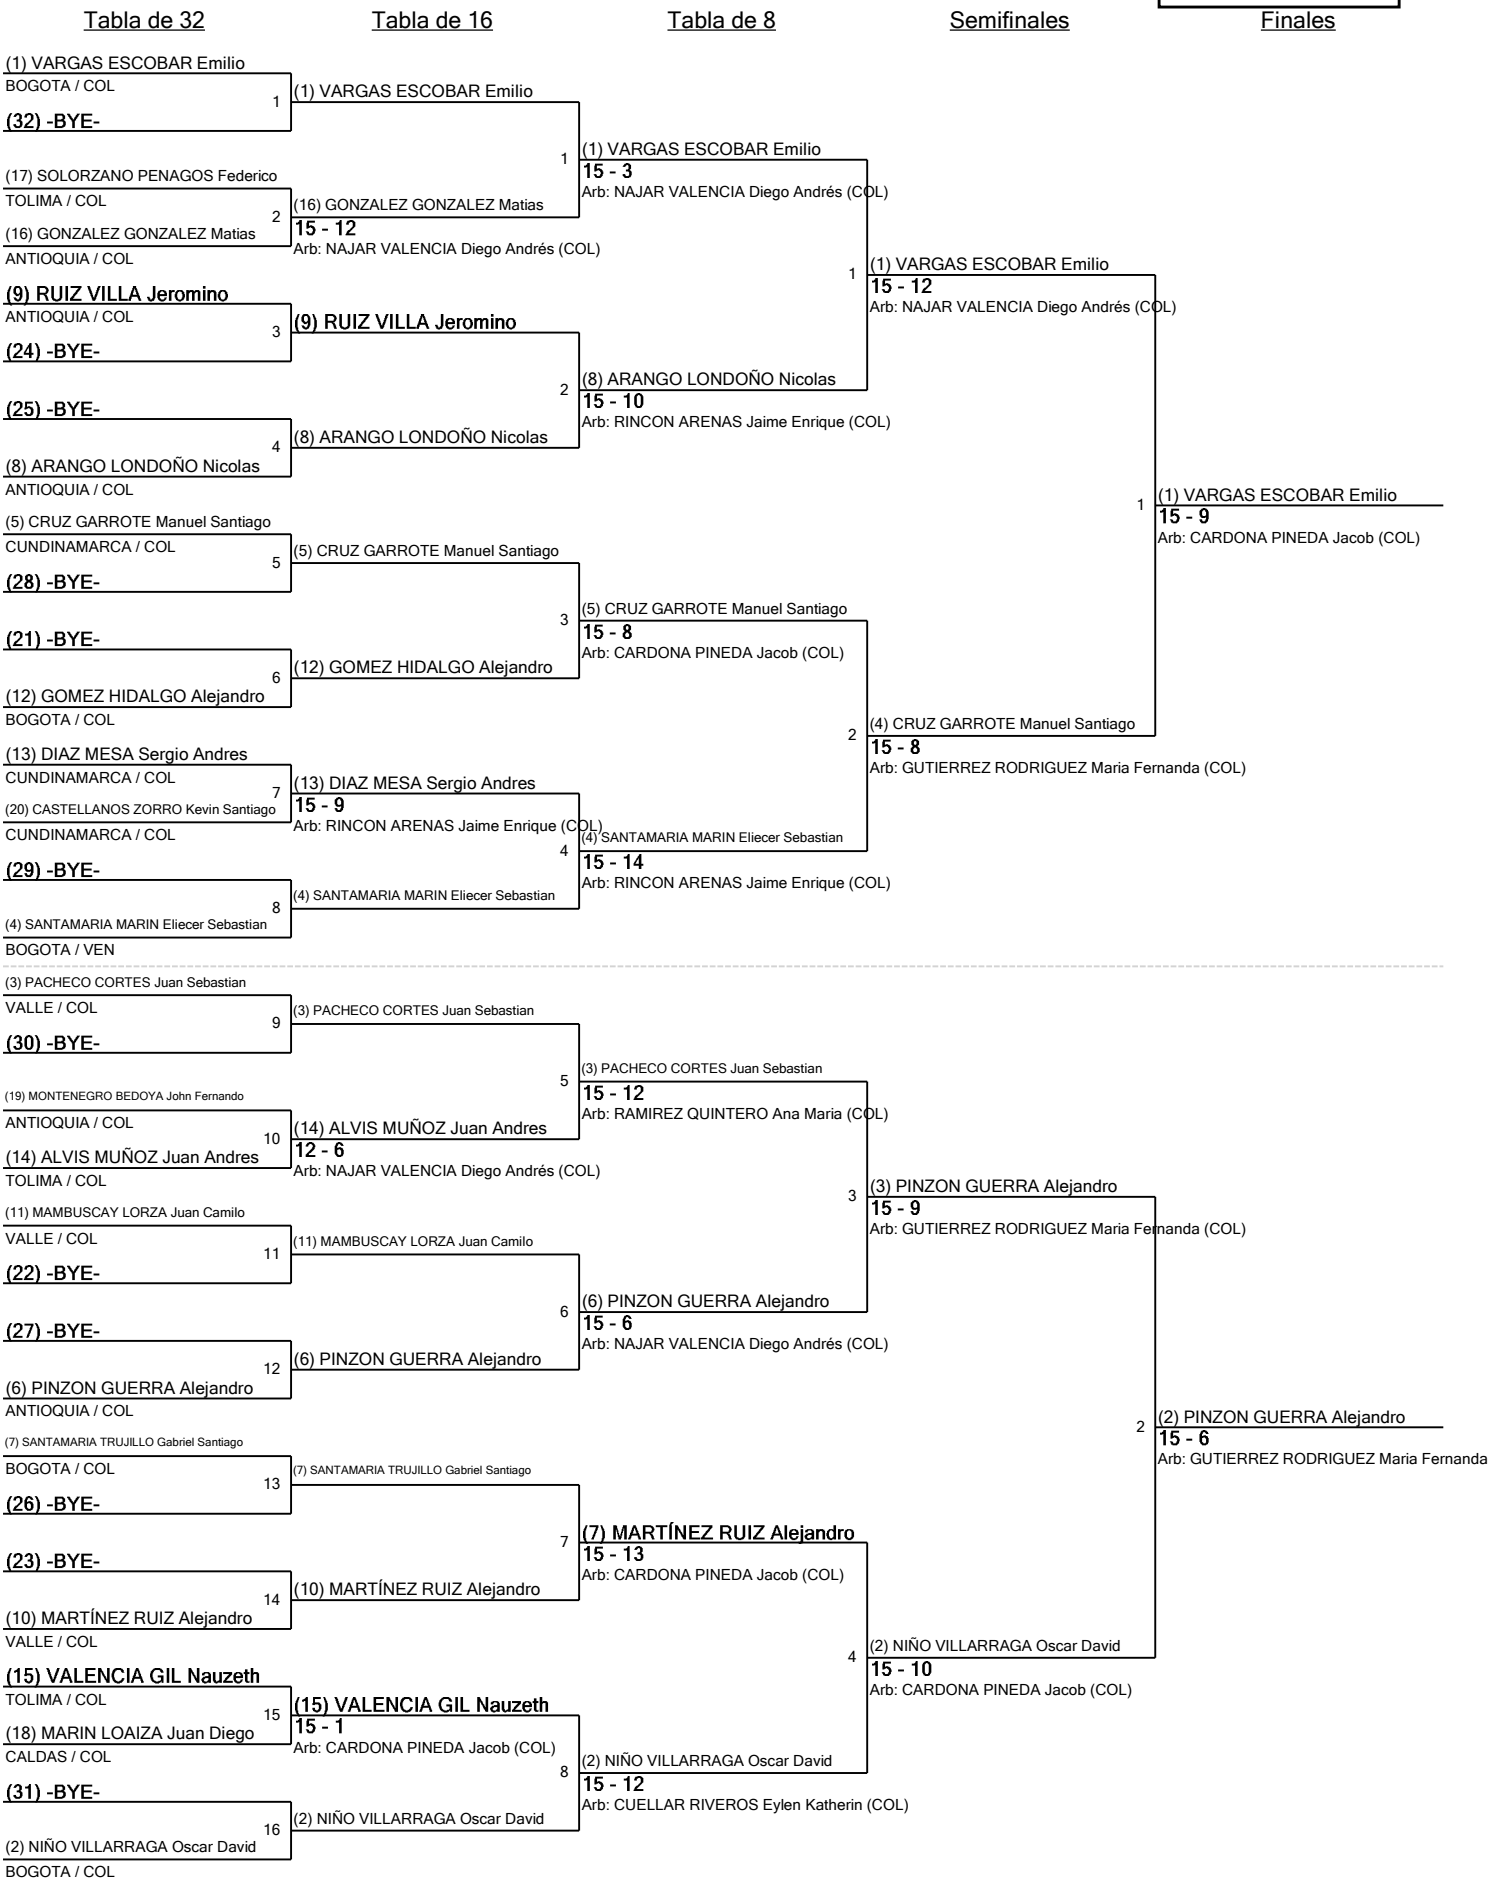 Tabla de 32
Tabla de 16
Tabla de 8
Semifinales
Finales
(1) VARGAS ESCOBAR Emilio
BOGOTA / COL
1
(32) -BYE-
(17) SOLORZANO PENAGOS Federico
TOLIMA / COL
2
(16) GONZALEZ GONZALEZ Matias
ANTIOQUIA / COL
(9) RUIZ VILLA Jeromino
ANTIOQUIA / COL
3
(24) -BYE-
(25) -BYE-
4
(8) ARANGO LONDOÑO Nicolas
ANTIOQUIA / COL
(5) CRUZ GARROTE Manuel Santiago
CUNDINAMARCA / COL
5
(28) -BYE-
(21) -BYE-
6
(12) GOMEZ HIDALGO Alejandro
BOGOTA / COL
(13) DIAZ MESA Sergio Andres
CUNDINAMARCA / COL
7
(20) CASTELLANOS ZORRO Kevin Santiago
CUNDINAMARCA / COL
(29) -BYE-
8
(4) SANTAMARIA MARIN Eliecer Sebastian
BOGOTA / VEN
(3) PACHECO CORTES Juan Sebastian
VALLE / COL
9
(30) -BYE-
(19) MONTENEGRO BEDOYA John Fernando
ANTIOQUIA / COL
10
(14) ALVIS MUÑOZ Juan Andres
TOLIMA / COL
(11) MAMBUSCAY LORZA Juan Camilo
VALLE / COL
11
(22) -BYE-
(27) -BYE-
12
(6) PINZON GUERRA Alejandro
ANTIOQUIA / COL
(7) SANTAMARIA TRUJILLO Gabriel Santiago
BOGOTA / COL
13
(26) -BYE-
(23) -BYE-
14
(10) MARTÍNEZ RUIZ Alejandro
VALLE / COL
(15) VALENCIA GIL Nauzeth
TOLIMA / COL
15
(18) MARIN LOAIZA Juan Diego
CALDAS / COL
(31) -BYE-
16
(2) NIÑO VILLARRAGA Oscar David
BOGOTA / COL
(1) VARGAS ESCOBAR Emilio
1
(16) GONZALEZ GONZALEZ Matias
15 - 12
Arb: NAJAR VALENCIA Diego Andrés (COL)
(9) RUIZ VILLA Jeromino
2
(8) ARANGO LONDOÑO Nicolas
(5) CRUZ GARROTE Manuel Santiago
3
(12) GOMEZ HIDALGO Alejandro
(13) DIAZ MESA Sergio Andres
15 - 9
Arb: RINCON ARENAS Jaime Enrique (COL)
4
(4) SANTAMARIA MARIN Eliecer Sebastian
(3) PACHECO CORTES Juan Sebastian
5
(14) ALVIS MUÑOZ Juan Andres
12 - 6
Arb: NAJAR VALENCIA Diego Andrés (COL)
(11) MAMBUSCAY LORZA Juan Camilo
6
(6) PINZON GUERRA Alejandro
(7) SANTAMARIA TRUJILLO Gabriel Santiago
7
(10) MARTÍNEZ RUIZ Alejandro
(15) VALENCIA GIL Nauzeth
15 - 1
Arb: CARDONA PINEDA Jacob (COL)
8
(2) NIÑO VILLARRAGA Oscar David
(1) VARGAS ESCOBAR Emilio
15 - 3
Arb: NAJAR VALENCIA Diego Andrés (COL)
1
(8) ARANGO LONDOÑO Nicolas
15 - 10
Arb: RINCON ARENAS Jaime Enrique (COL)
(5) CRUZ GARROTE Manuel Santiago
15 - 8
Arb: CARDONA PINEDA Jacob (COL)
2
(4) SANTAMARIA MARIN Eliecer Sebastian
15 - 14
Arb: RINCON ARENAS Jaime Enrique (COL)
(3) PACHECO CORTES Juan Sebastian
15 - 12
Arb: RAMIREZ QUINTERO Ana Maria (COL)
3
(6) PINZON GUERRA Alejandro
15 - 6
Arb: NAJAR VALENCIA Diego Andrés (COL)
(7) MARTÍNEZ RUIZ Alejandro
15 - 13
Arb: CARDONA PINEDA Jacob (COL)
4
(2) NIÑO VILLARRAGA Oscar David
15 - 12
Arb: CUELLAR RIVEROS Eylen Katherin (COL)
(1) VARGAS ESCOBAR Emilio
15 - 12
Arb: NAJAR VALENCIA Diego Andrés (COL)
1
(4) CRUZ GARROTE Manuel Santiago
15 - 8
Arb: GUTIERREZ RODRIGUEZ Maria Fernanda (COL)
(3) PINZON GUERRA Alejandro
15 - 9
Arb: GUTIERREZ RODRIGUEZ Maria Fernanda (COL)
2
(2) NIÑO VILLARRAGA Oscar David
15 - 10
Arb: CARDONA PINEDA Jacob (COL)
(1) VARGAS ESCOBAR Emilio
15 - 9
Arb: CARDONA PINEDA Jacob (COL)
(2) PINZON GUERRA Alejandro
15 - 6
Arb: GUTIERREZ RODRIGUEZ Maria Fernanda